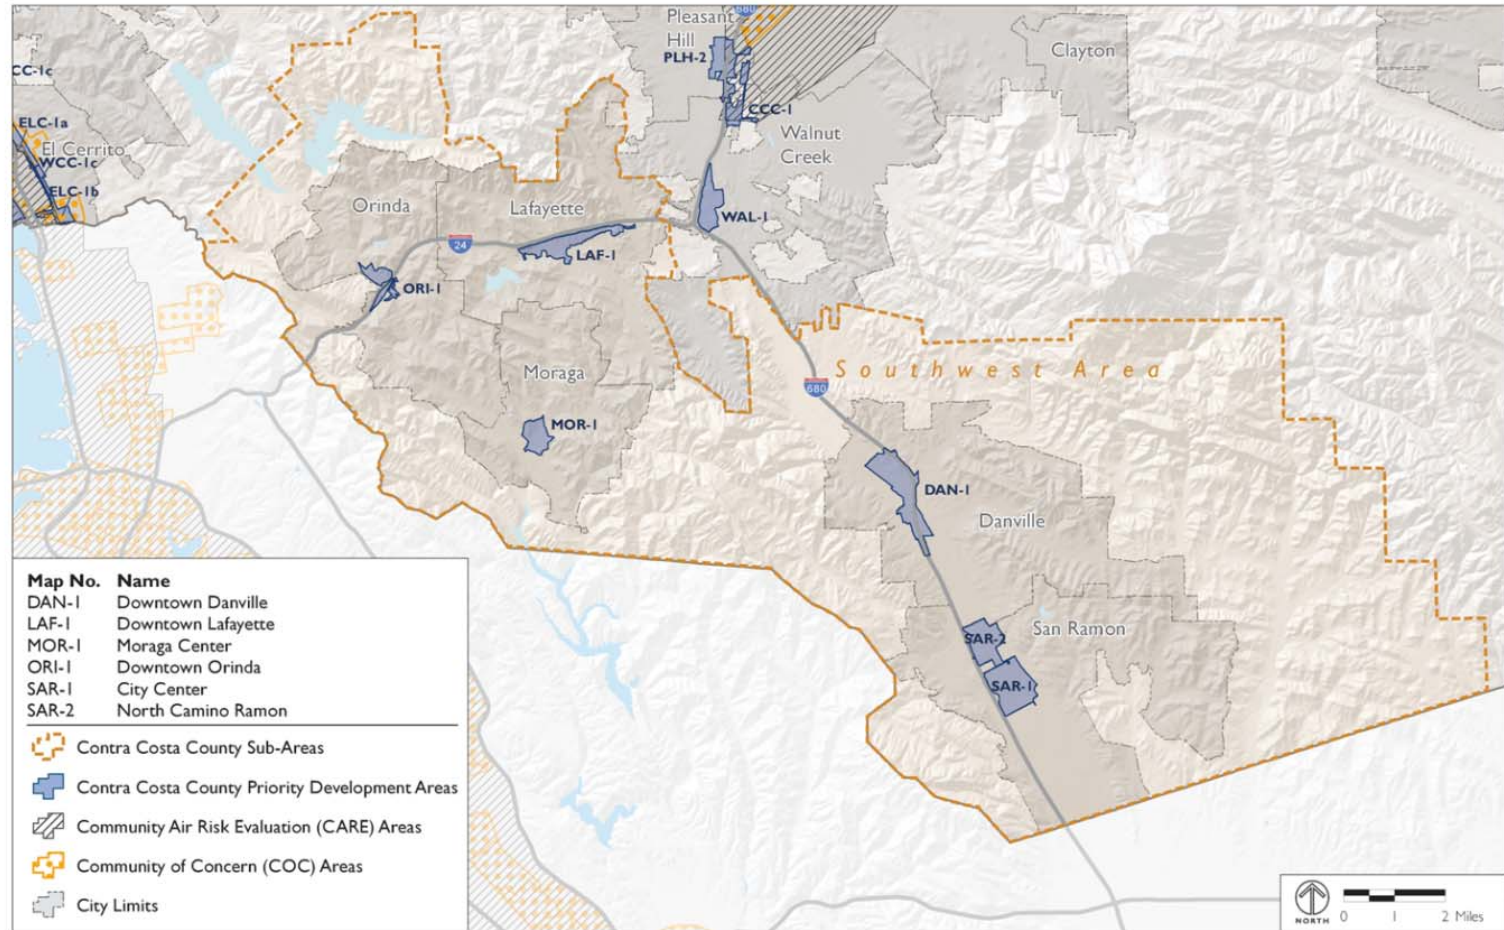 Pleasant
Hill
680
PLH-2
Clayton
CC-1c
CCC-1
ELC-1a
El Cerrito
WCC-1c
Walnut
Creek
ELC-1b
Orinda
Lafayette
WAL-1
24
LAF-1
ORI-1
Moraga
Southwest Area
680
MOR-1
DAN-1
Danville
San Ramon
SAR-2
SAR-1
Map No. Name
DAN-1 Downtown Danville
LAF-1 Downtown Lafayette
MOR-1 Moraga Center
ORI-1 Downtown Orinda
SAR-1 City Center
SAR-2 North Camino Ramon
Contra Costa County Sub-Areas
Contra Costa County Priority Development Areas
Community Air Risk Evaluation (CARE) Areas
Community of Concern (COC) Areas
City Limits
NORTH
0 1 2 Miles